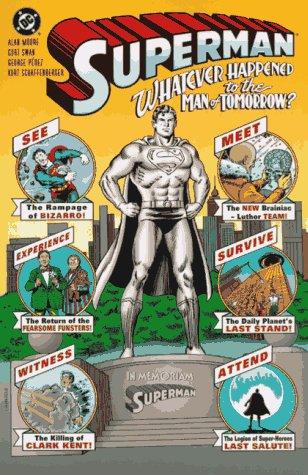 DC
ALAN MOORE
CURT SWAN
GEORGE PÉREZ
KURT SCHAFFENBERGER
SUPERMAN
WHATEVER HAPPENED
to the
MAN of TOMORROW?
SEE
The Rampage
of BIZARRO!
MEET
The NEW Brainiac
– Luthor TEAM!
EXPERIENCE
The Return of the
FEARSOME FUNSTERS!
SURVIVE
The Daily Planet's
LAST STAND!
WITNESS
The Killing of
CLARK KENT!
ATTEND
The Legion of Super-Heroes
LAST SALUTE!
IN MEMORIAM
SUPERMAN